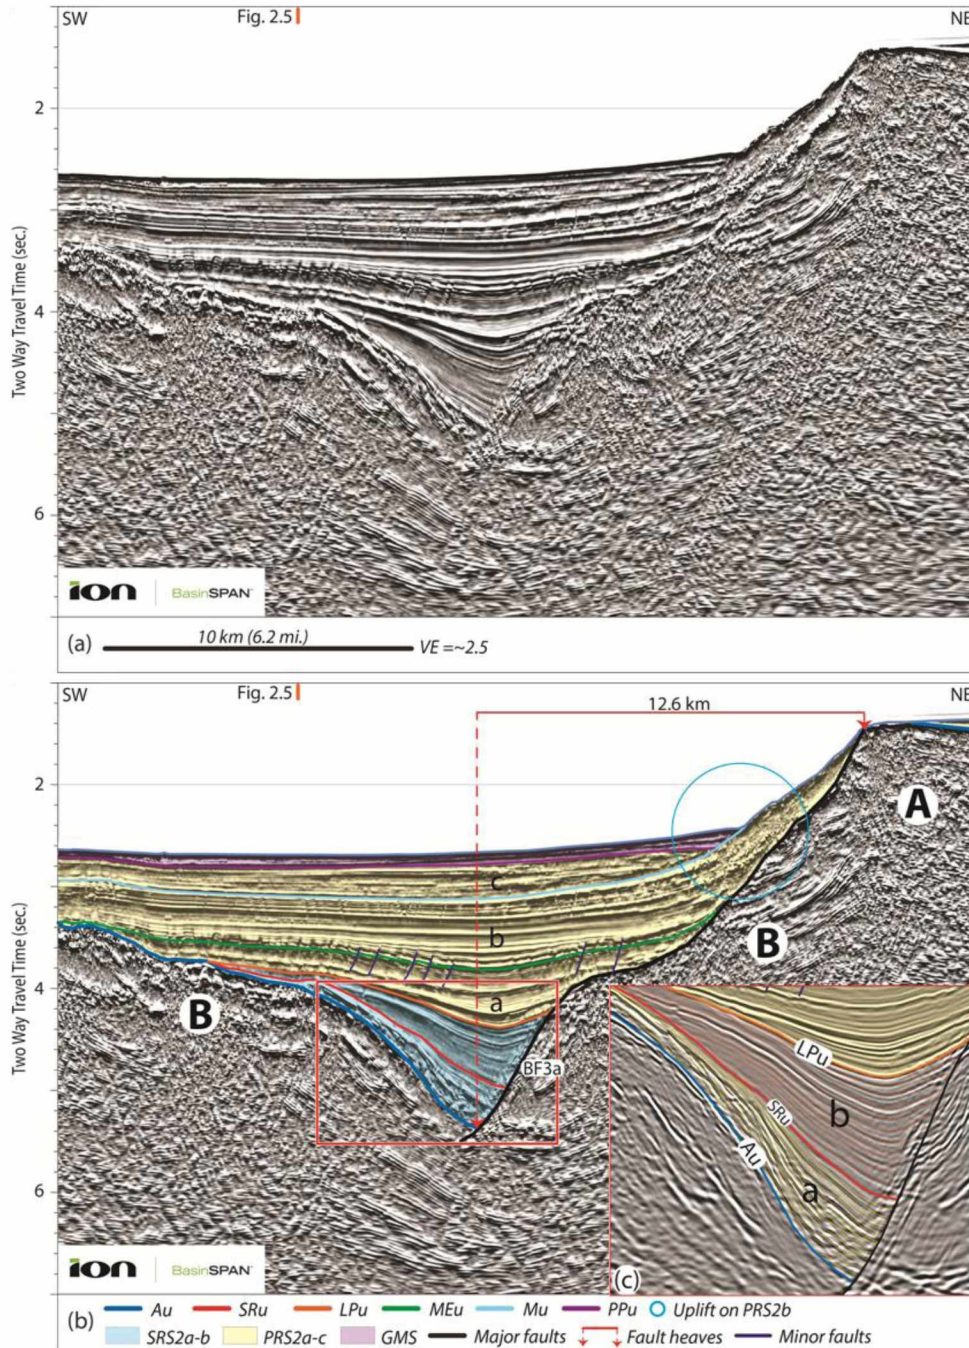 SW
Fig. 2.5
NE
2
4
6
Two Way Travel Time (sec.)
ion BasinSPAN™
(a)
10 km (6.2 mi.)
VE =~2.5
SW
Fig. 2.5
NE
12.6 km
2
4
6
Two Way Travel Time (sec.)
A
B
B
c
b
a
BF3a
LPu
SRu
Au
b
a
(c)
ion BasinSPAN™
(b)
Au SRu LPu MEu Mu PPu Uplift on PRS2b
SRS2a-b PRS2a-c GMS Major faults Fault heaves Minor faults